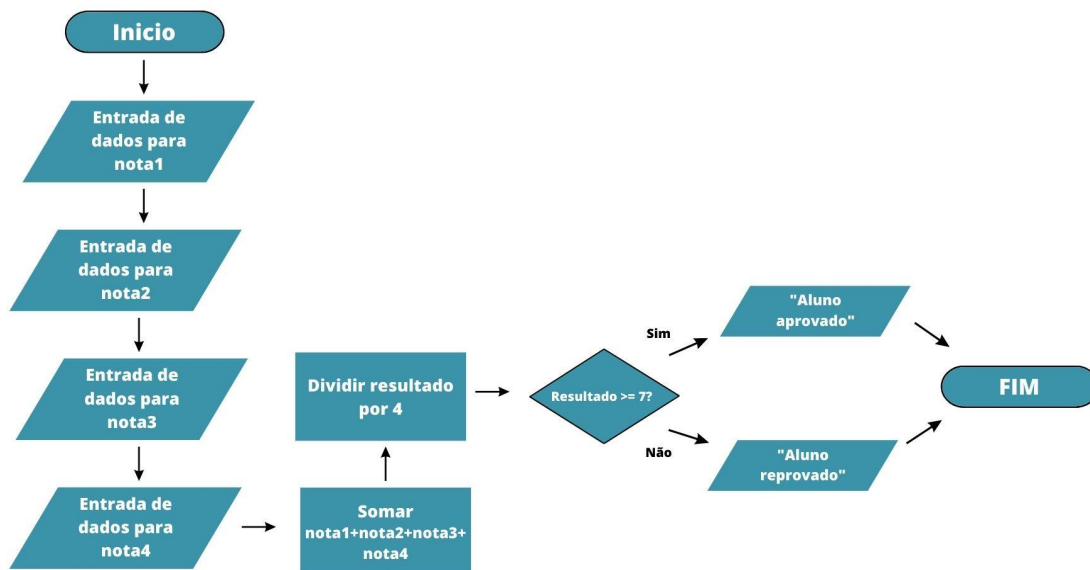 Inicio
Entrada de
dados para
nota1
Entrada de
dados para
nota2
Entrada de
dados para
nota3
Entrada de
dados para
nota4
Somar
nota1+nota2+nota3+
nota4
Dividir resultado
por 4
Resultado >= 7?
Sim
"Aluno
aprovado"
Não
"Aluno
reprovado"
FIM